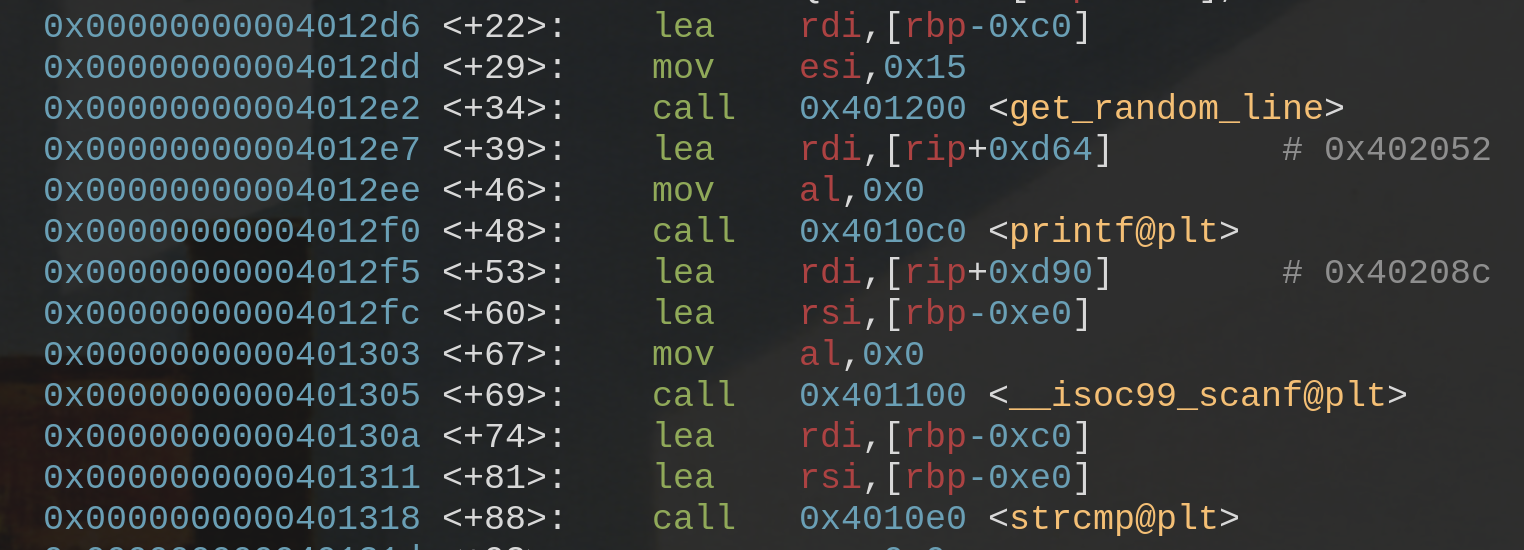 0x00000000004012d6 <+22>: lea rdi,[rbp-0xc0]
0x00000000004012dd <+29>: mov esi,0x15
0x00000000004012e2 <+34>: call 0x401200 <get_random_line>
0x00000000004012e7 <+39>: lea rdi,[rip+0xd64] # 0x402052
0x00000000004012ee <+46>: mov al,0x0
0x00000000004012f0 <+48>: call 0x4010c0 <printf@plt>
0x00000000004012f5 <+53>: lea rdi,[rip+0xd90] # 0x40208c
0x00000000004012fc <+60>: lea rsi,[rbp-0xe0]
0x0000000000401303 <+67>: mov al,0x0
0x0000000000401305 <+69>: call 0x401100 <__isoc99_scanf@plt>
0x000000000040130a <+74>: lea rdi,[rbp-0xc0]
0x0000000000401311 <+81>: lea rsi,[rbp-0xe0]
0x0000000000401318 <+88>: call 0x4010e0 <strcmp@plt>